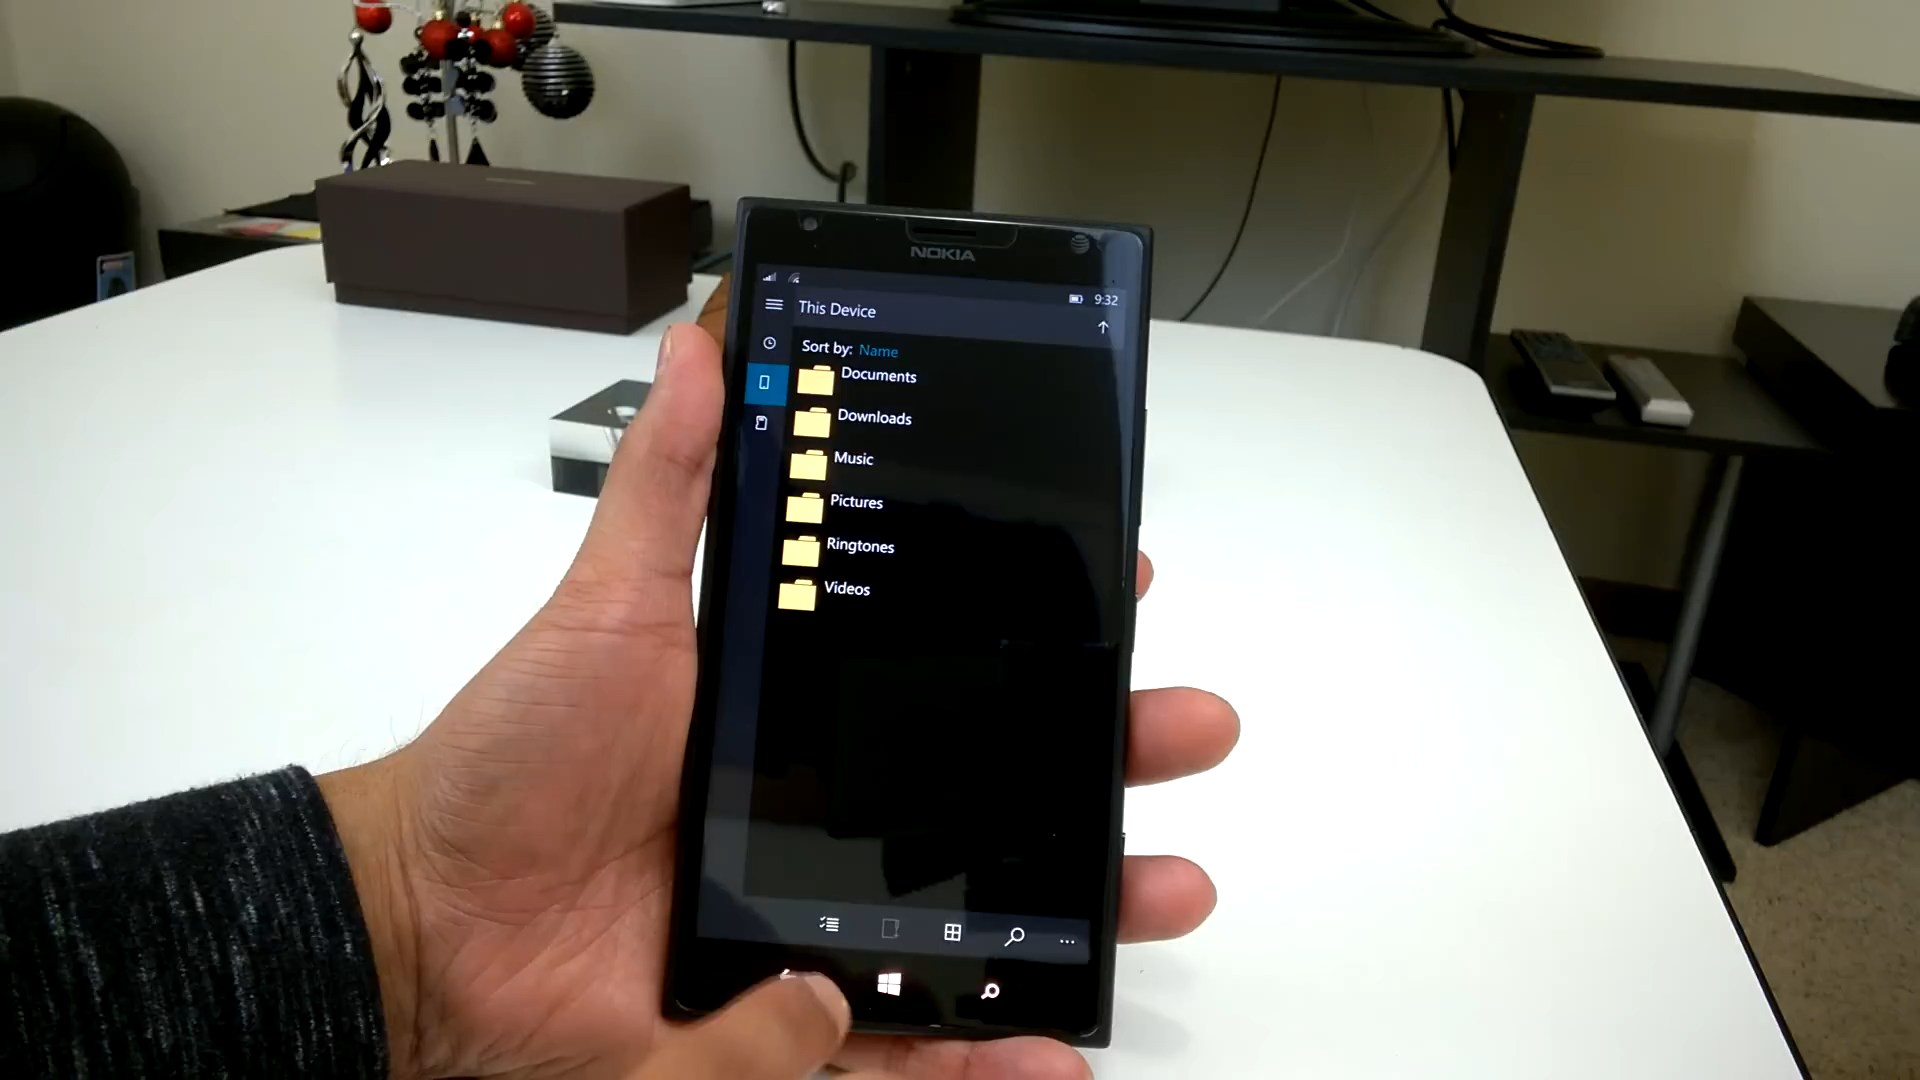 NOKIA
9:32
This Device
Sort by: Name
Documents
Downloads
Music
Pictures
Ringtones
Videos